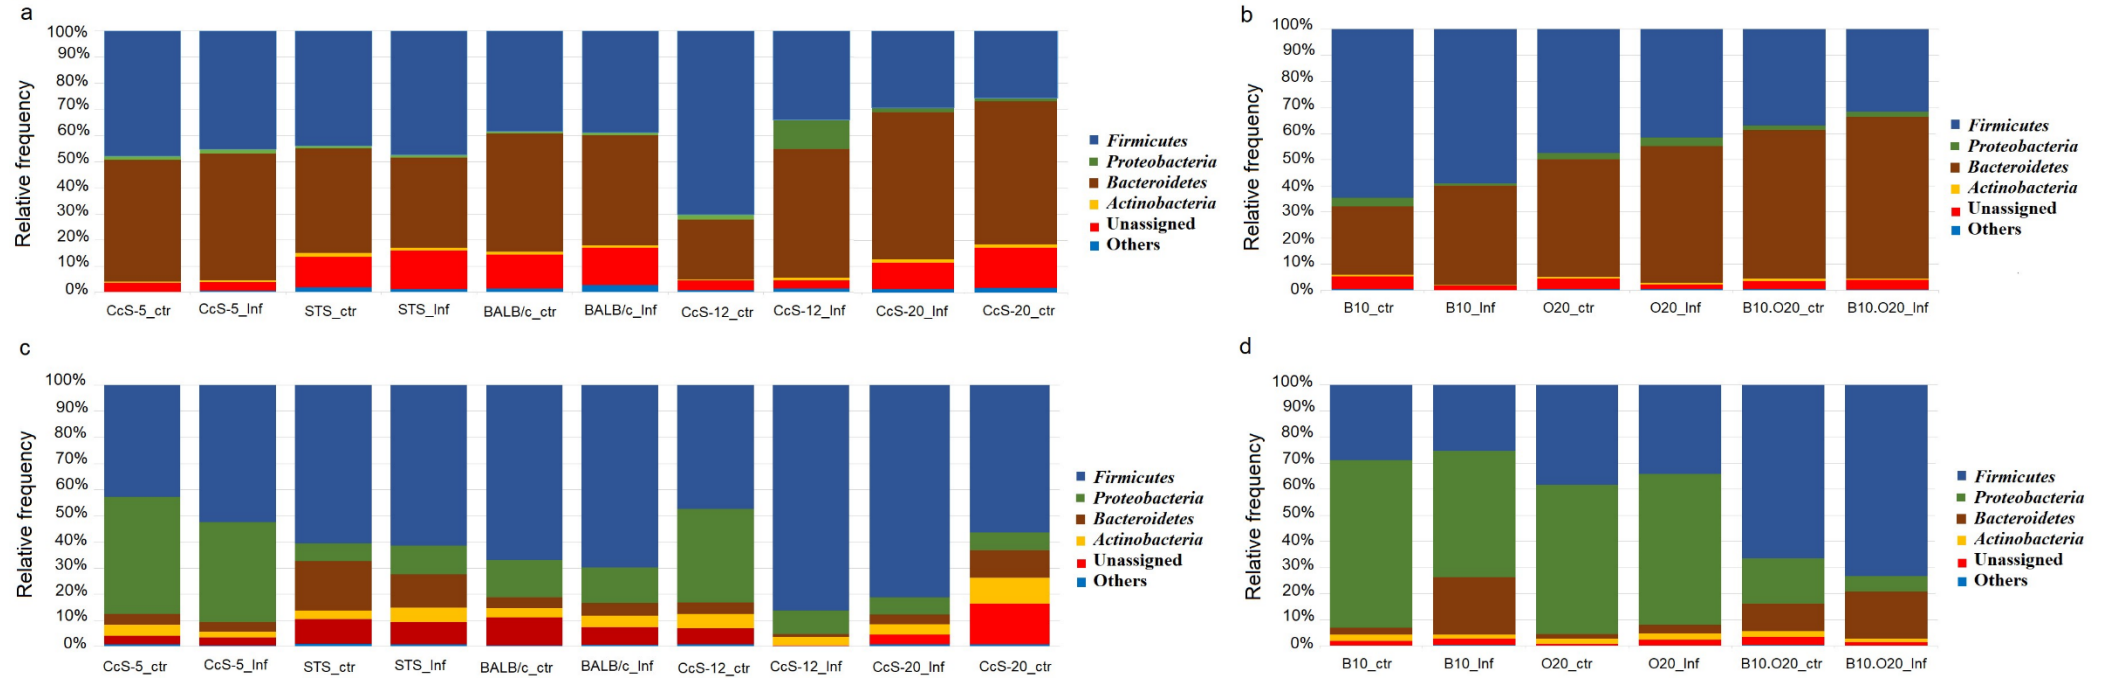 a
Relative frequency
100%
90%
80%
70%
60%
50%
40%
30%
20%
10%
0%
CcS-5_ctr CcS-5_Inf STS_ctr STS_Inf BALB/c_ctr BALB/c_Inf CcS-12_ctr CcS-12_Inf CcS-20_Inf CcS-20_ctr
Firmicutes
Proteobacteria
Bacteroidetes
Actinobacteria
Unassigned
Others
b
Relative frequency
100%
90%
80%
70%
60%
50%
40%
30%
20%
10%
0%
B10_ctr B10_Inf O20_ctr O20_Inf B10.O20_ctr B10.O20_Inf
Firmicutes
Proteobacteria
Bacteroidetes
Actinobacteria
Unassigned
Others
c
Relative frequency
100%
90%
80%
70%
60%
50%
40%
30%
20%
10%
0%
CcS-5_ctr CcS-5_Inf STS_ctr STS_Inf BALB/c_ctr BALB/c_Inf CcS-12_ctr CcS-12_Inf CcS-20_Inf CcS-20_ctr
Firmicutes
Proteobacteria
Bacteroidetes
Actinobacteria
Unassigned
Others
d
Relative frequency
100%
90%
80%
70%
60%
50%
40%
30%
20%
10%
0%
B10_ctr B10_Inf O20_ctr O20_Inf B10.O20_ctr B10.O20_Inf
Firmicutes
Proteobacteria
Bacteroidetes
Actinobacteria
Unassigned
Others